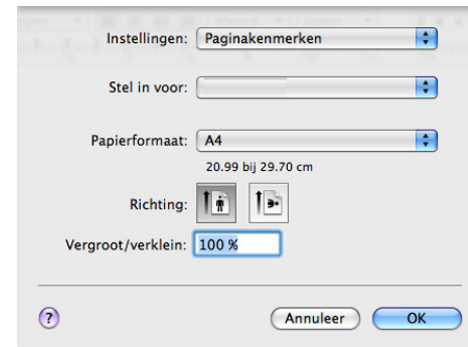 Instellingen: Paginakenmerken
Stel in voor:
Papierformaat: A4
20.99 bij 29.70 cm
Richting:
Vergroot/verklein: 100 %
? Annuleer OK